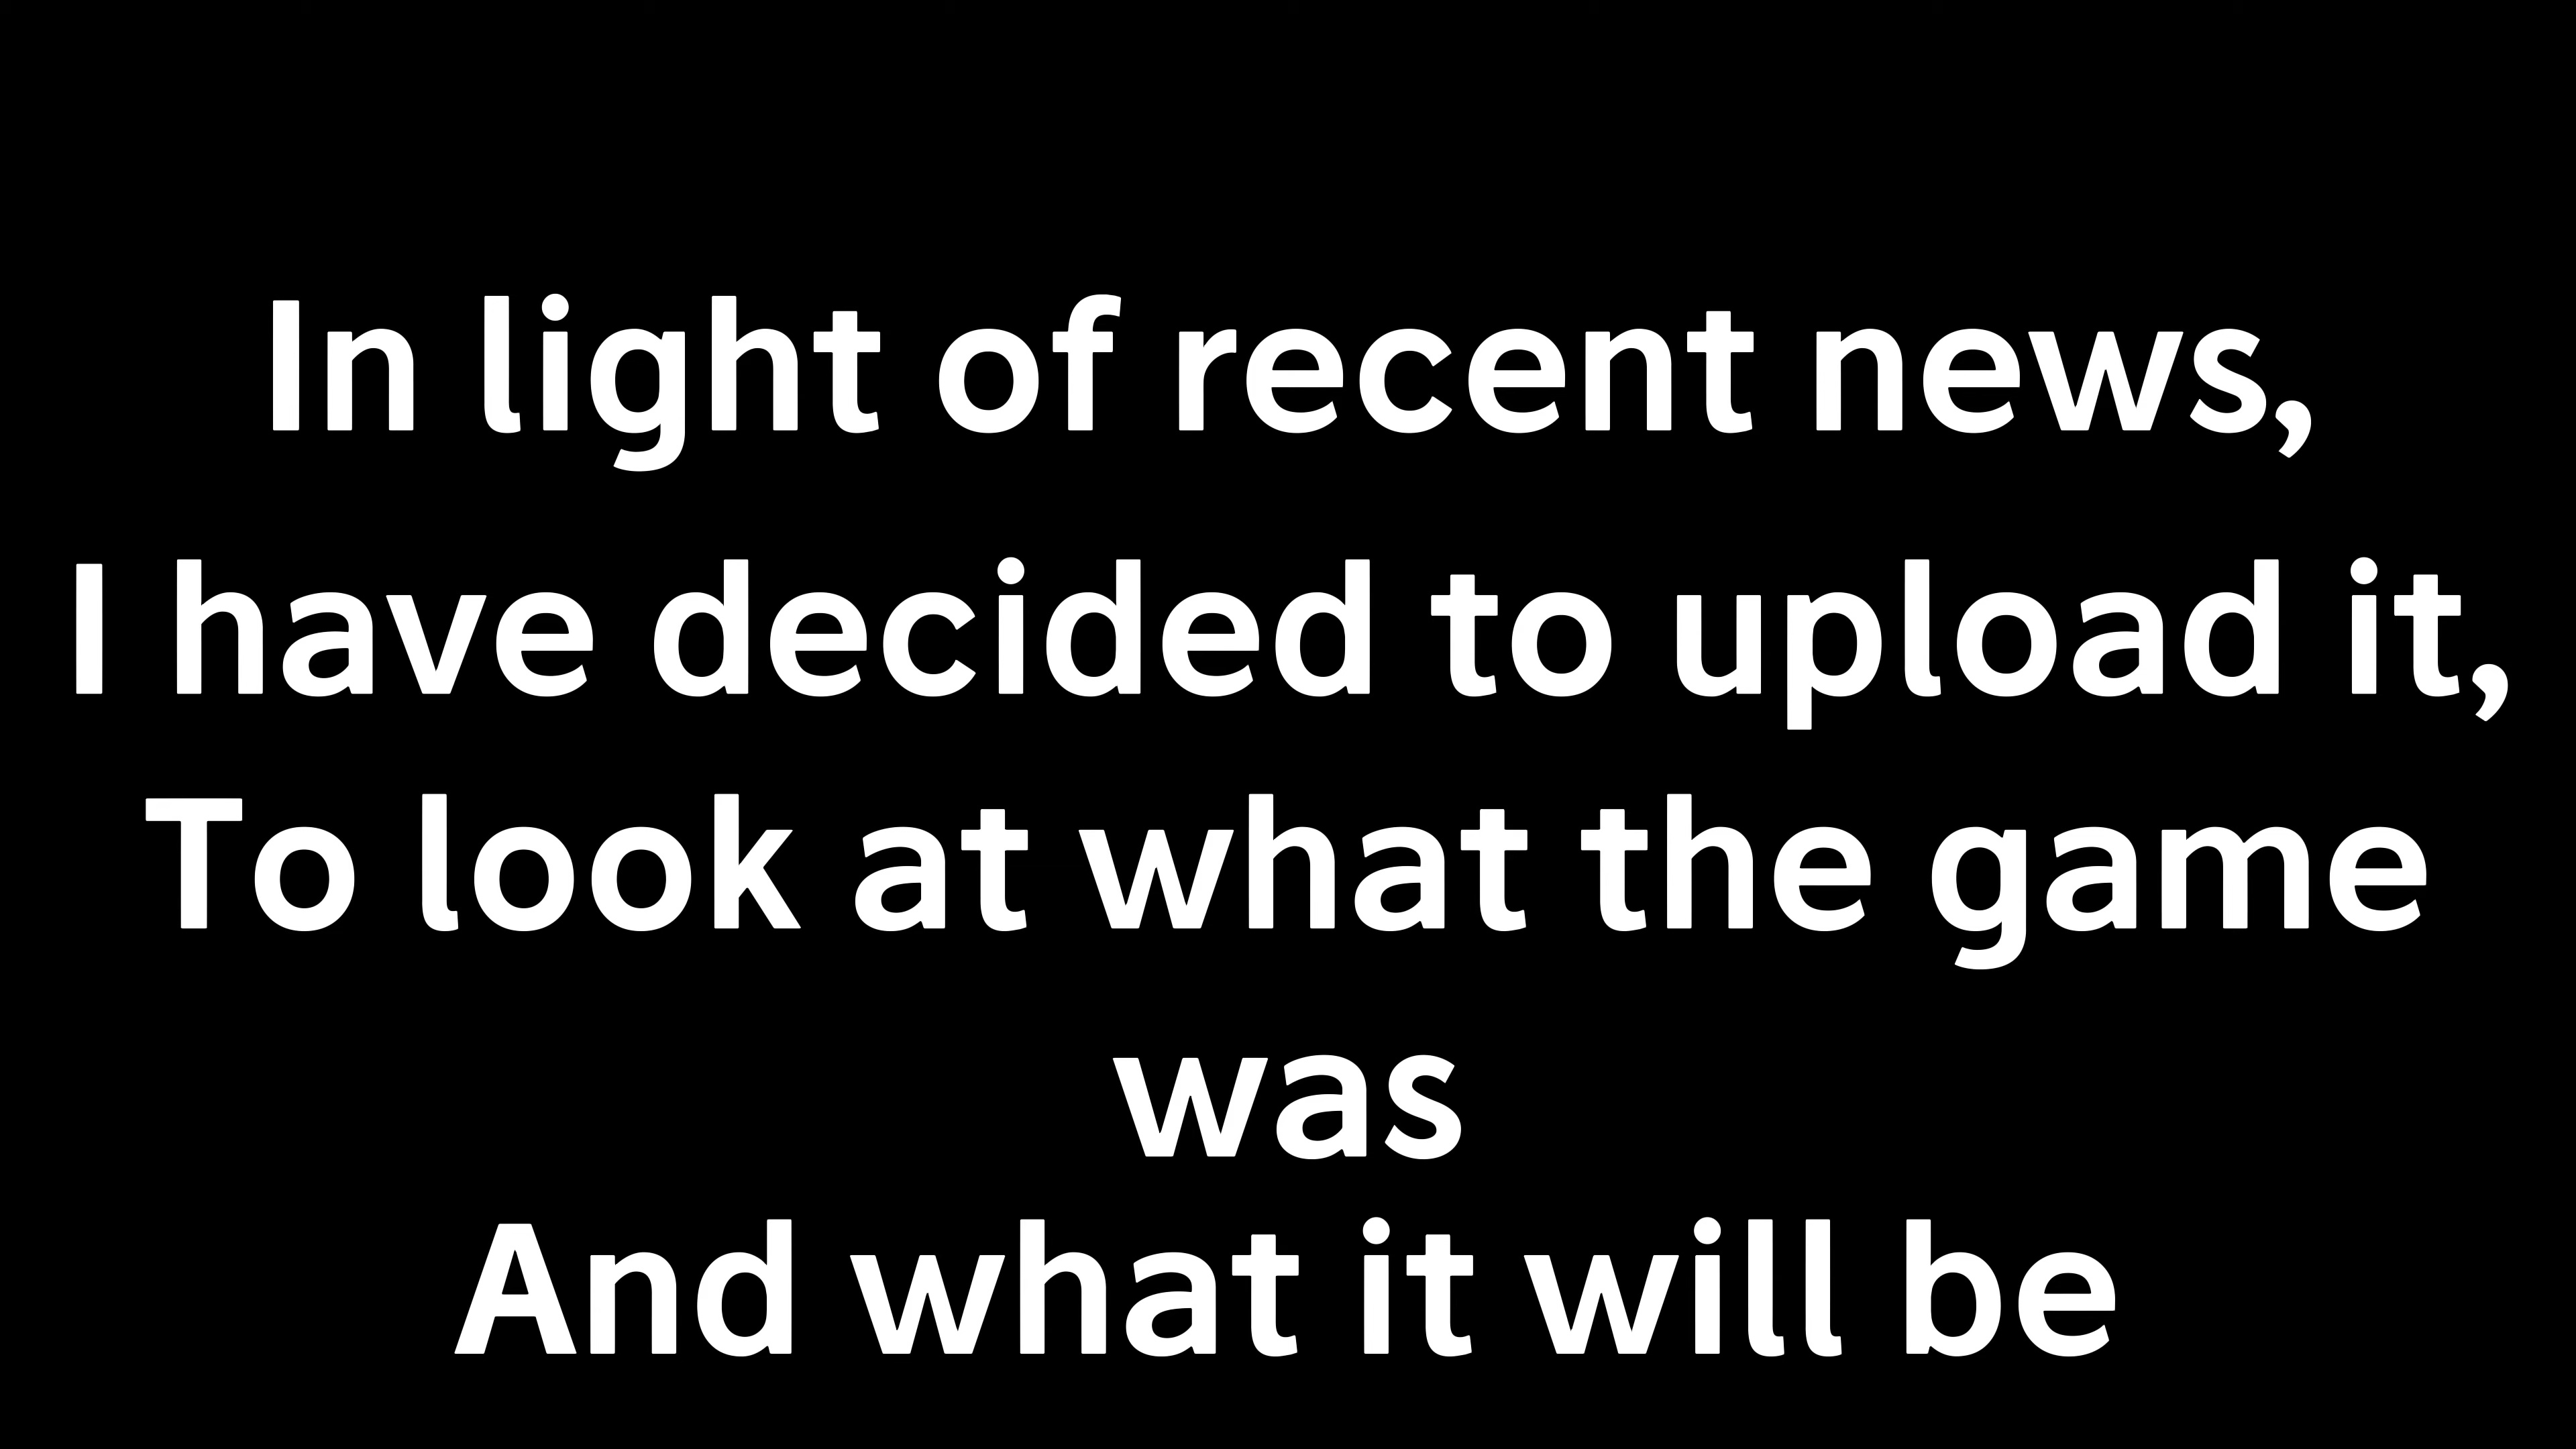 In light of recent news,
I have decided to upload it,
To look at what the game
was
And what it will be